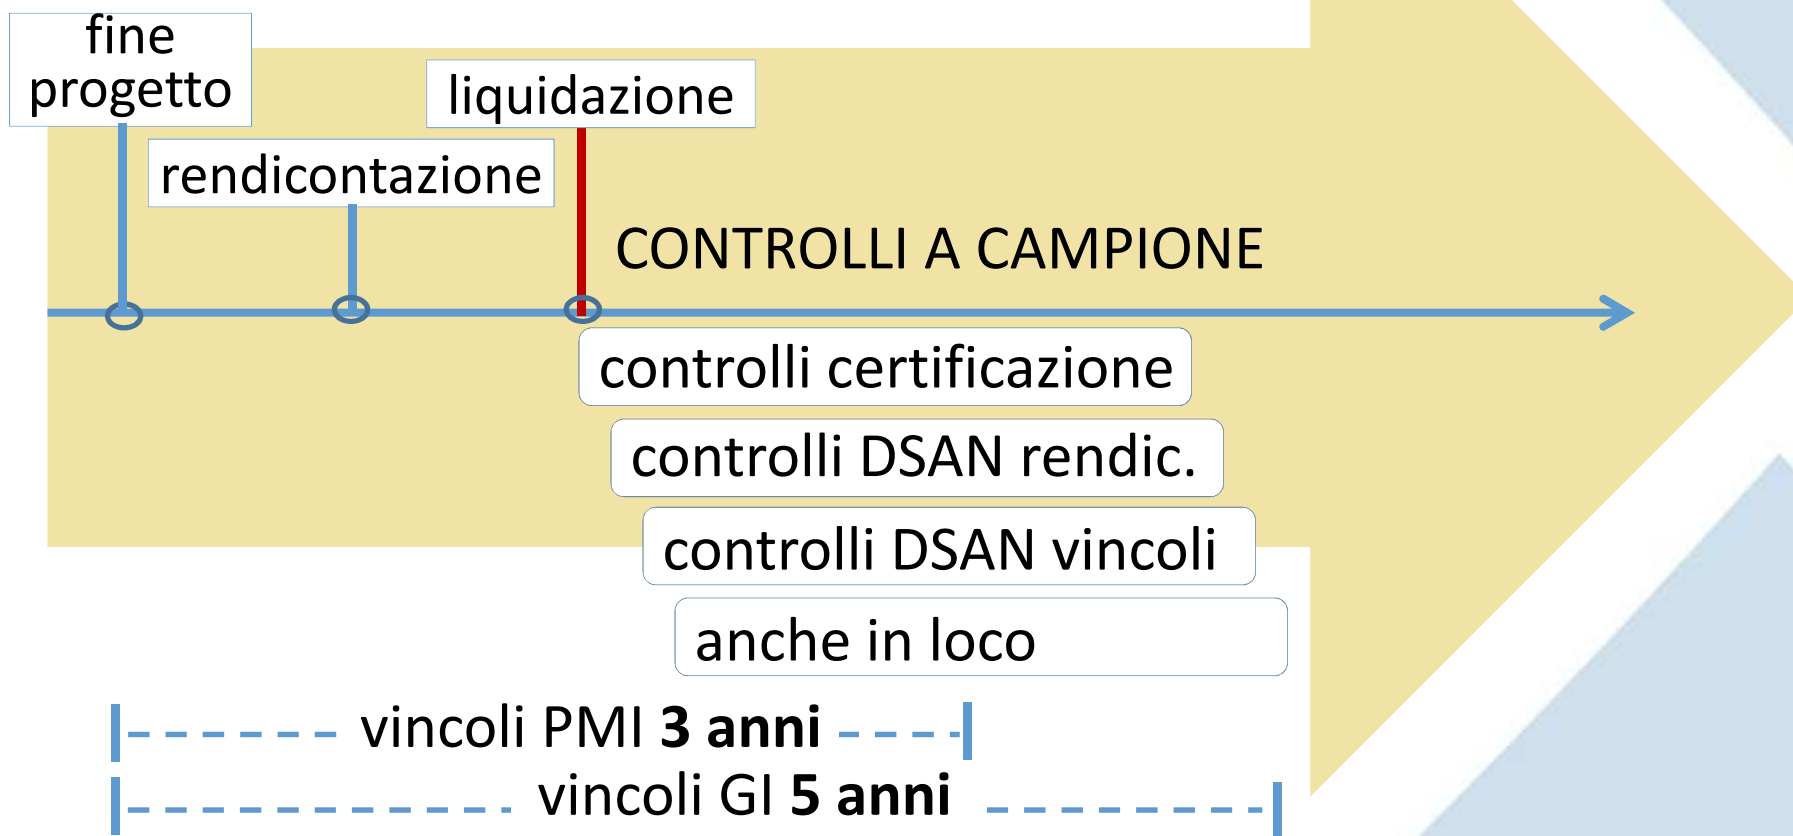 fine
progetto
liquidazione
rendicontazione
CONTROLLI A CAMPIONE
controlli certificazione
controlli DSAN rendic.
controlli DSAN vincoli
anche in loco
vincoli PMI 3 anni
vincoli GI 5 anni